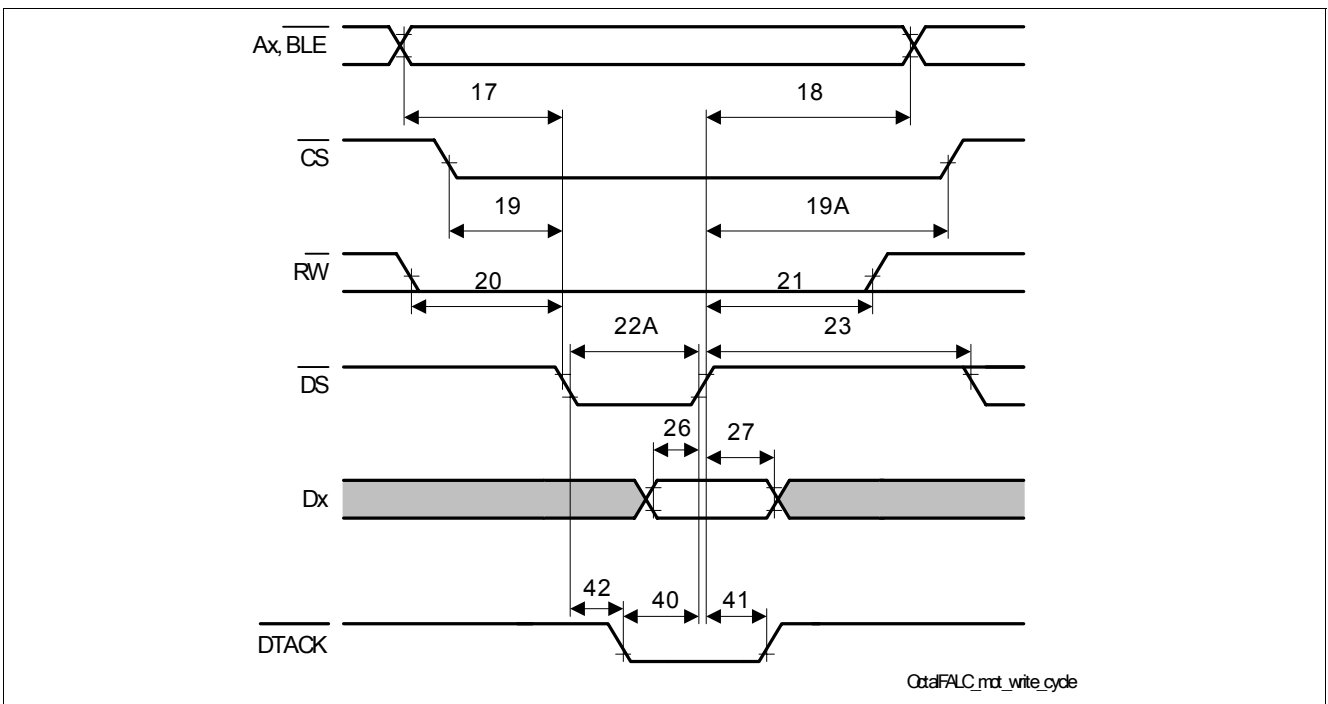 Ax, BLE
17
18
CS
19
19A
RW
20
21
22A
23
DS
26
27
Dx
42
40
41
DTACK
OctalFALC_mot_write_cycle